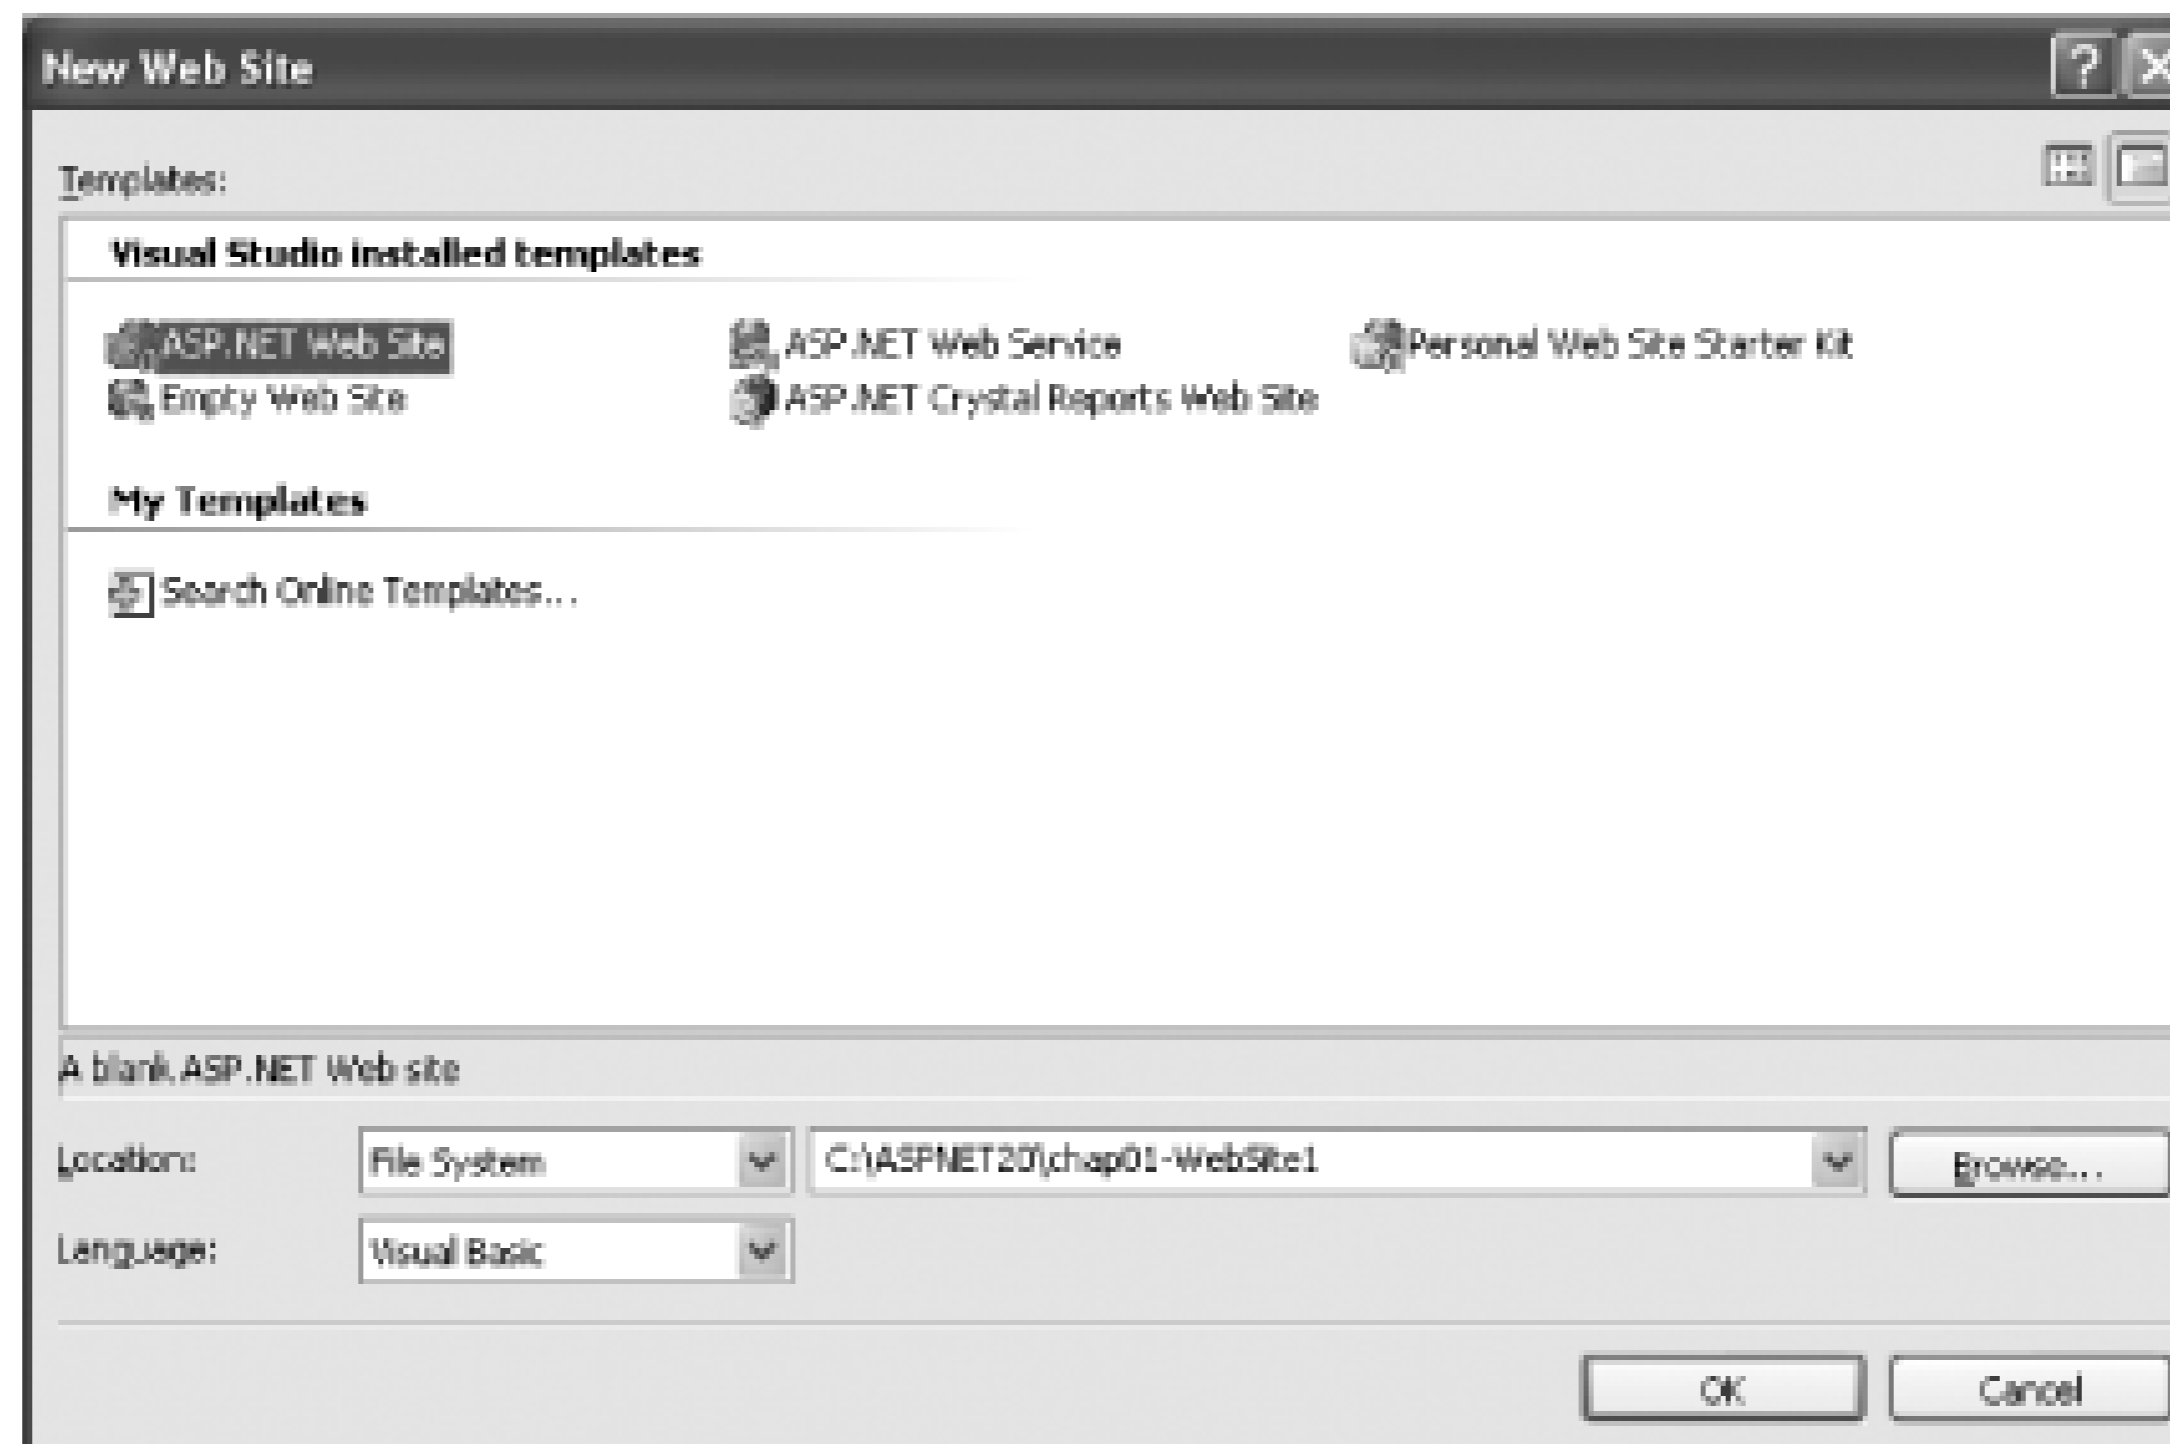 New Web Site
Templates:
Visual Studio installed templates
ASP.NET Web Site
ASP.NET Web Service
Personal Web Site Starter Kit
Empty Web Site
ASP.NET Crystal Reports Web Site
My Templates
Search Online Templates...
A blank ASP.NET Web site
Location:
File System
C:\ASPNET20\chap01-WebSite1
Browse...
Language:
Visual Basic
OK
Cancel